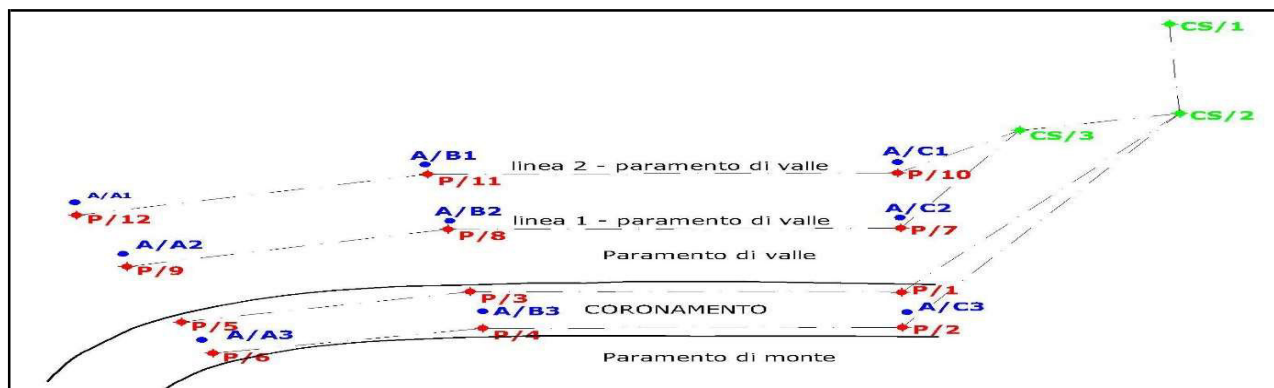 CS/1
CS/2
CS/3
A/B1
A/C1
linea 2 - paramento di valle
P/11
P/10
A/A1
P/12
A/B2
A/C2
linea 1 - paramento di valle
P/8
P/7
A/A2
Paramento di valle
P/9
P/3
P/1
A/B3
CORONAMENTO
A/C3
P/5
A/A3
P/4
P/2
P/6
Paramento di monte